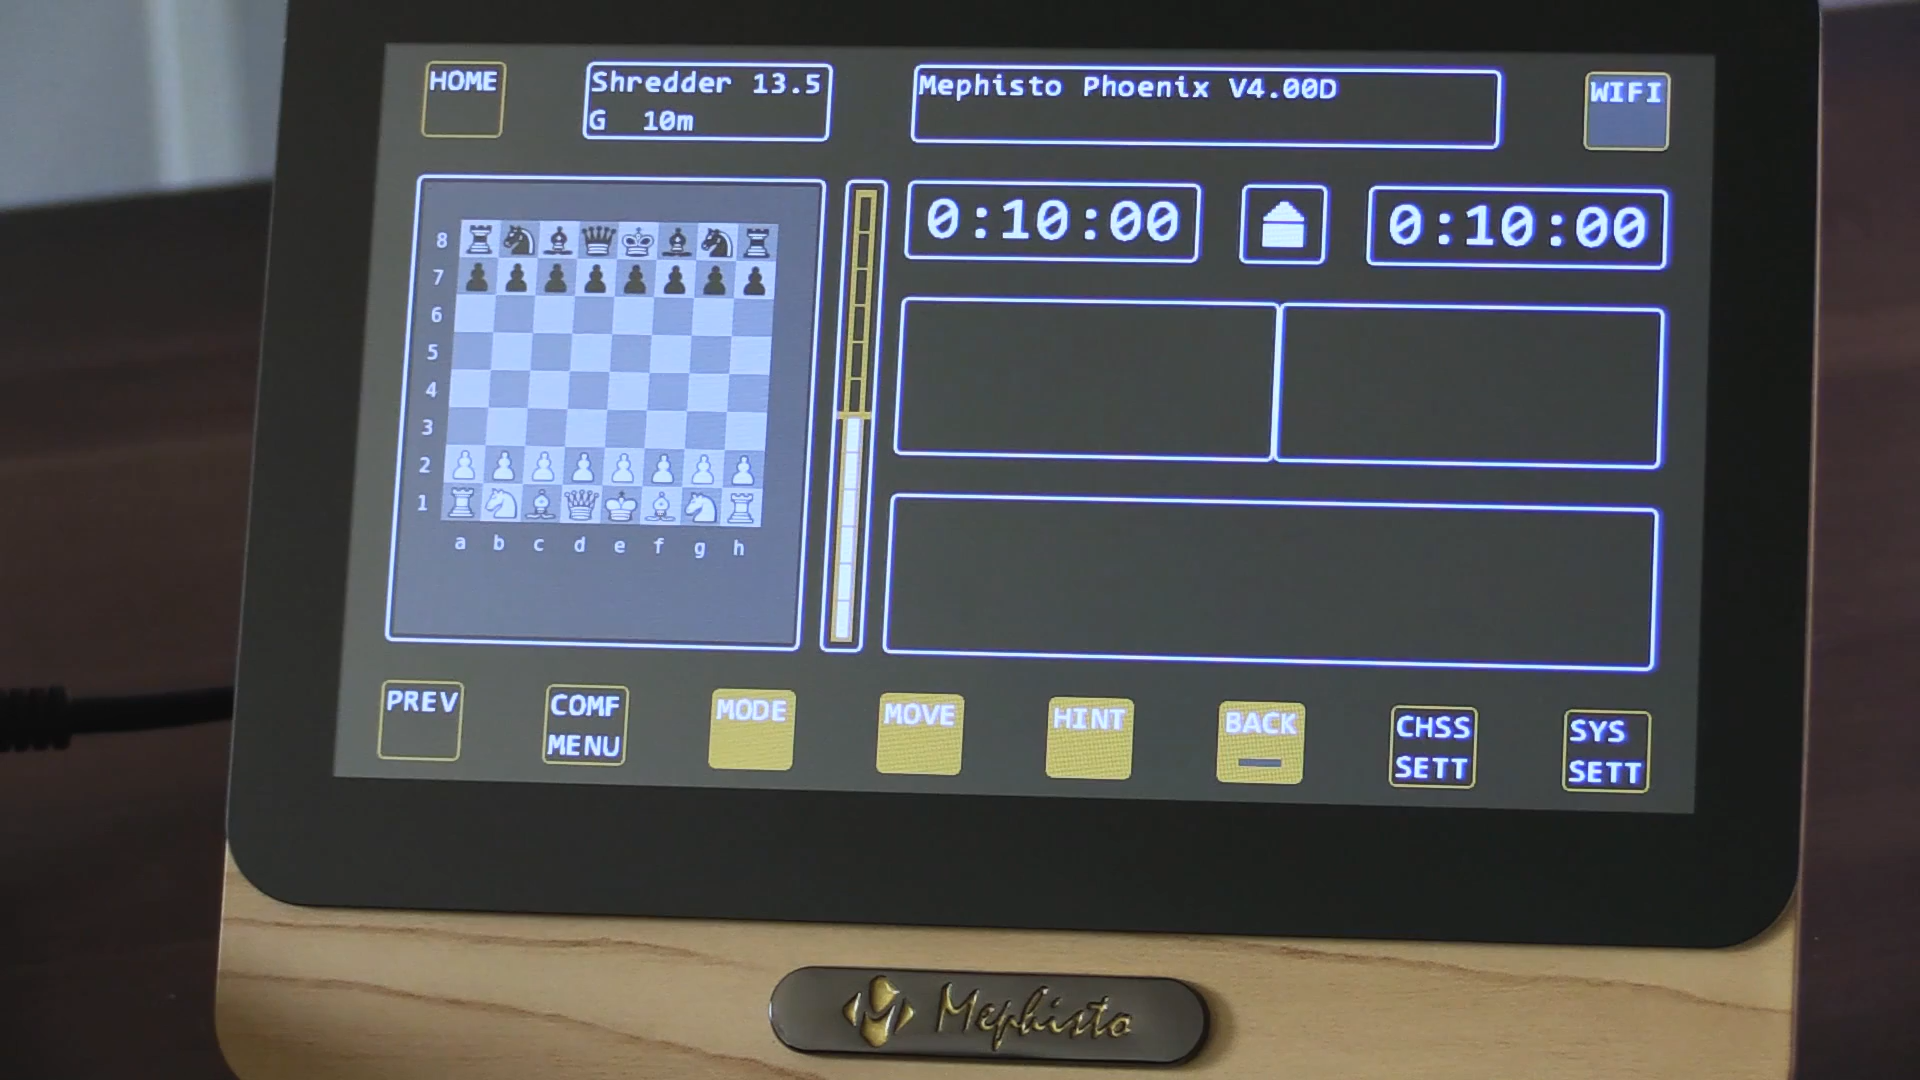 HOME
Shredder 13.5
G 10m
Mephisto Phoenix V4.00D
WIFI
0:10:00
0:10:00
8
7
6
5
4
3
2
1
a b c d e f g h
PREV
COMF
MENU
MODE
MOVE
HINT
BACK
CHSS
SETT
SYS
SETT
Mephisto